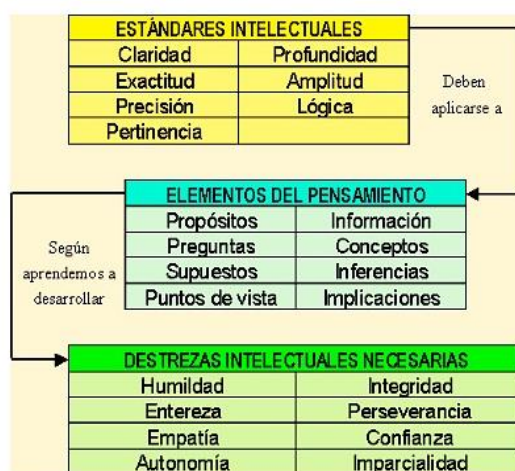 ESTÁNDARES INTELECTUALES
Claridad Profundidad
Exactitud Amplitud
Precisión Lógica
Pertinencia
Deben
aplicarse a
ELEMENTOS DEL PENSAMIENTO
Propósitos Información
Preguntas Conceptos
Supuestos Inferencias
Puntos de vista Implicaciones
Según
aprendemos a
desarrollar
DESTREZAS INTELECTUALES NECESARIAS
Humildad Integridad
Entereza Perseverancia
Empatía Confianza
Autonomía Imparcialidad